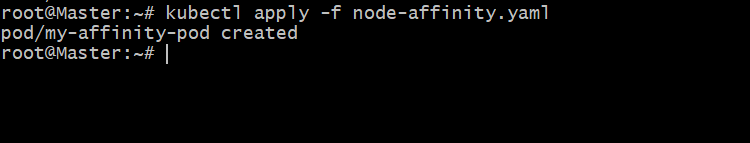 root@Master:~# kubectl apply -f node-affinity.yaml
pod/my-affinity-pod created
root@Master:~#